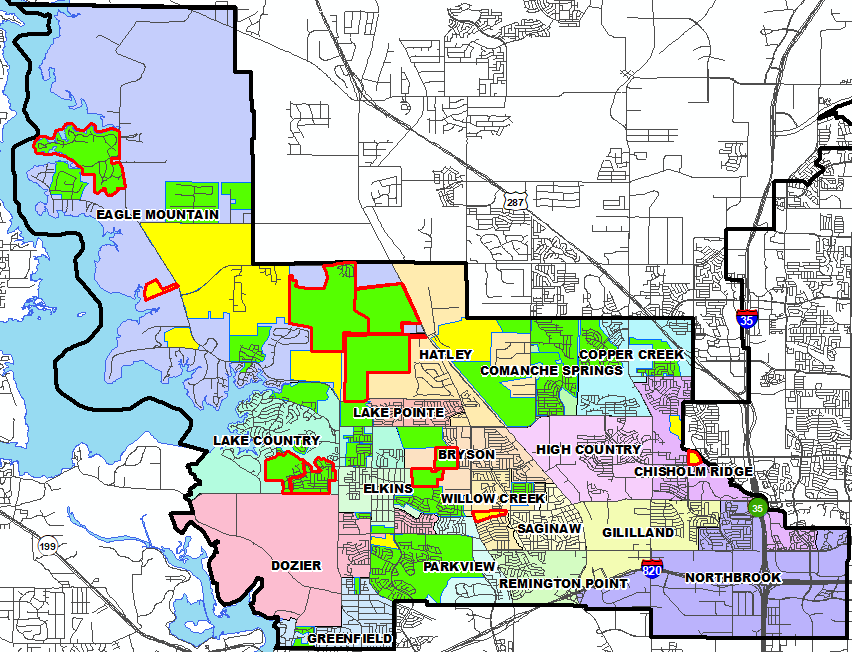 EAGLE MOUNTAIN
287
35
HATLEY
COPPER CREEK
COMANCHE SPRINGS
LAKE POINTE
LAKE COUNTRY
BRYSON
HIGH COUNTRY
CHISHOLM RIDGE
ELKINS
WILLOW CREEK
35
SAGINAW
GILILLAND
199
DOZIER
PARKVIEW
820
REMINGTON POINT
NORTHBROOK
GREENFIELD